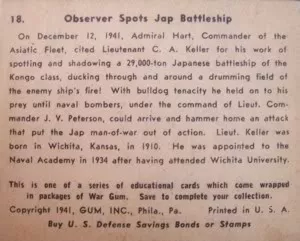 18. Observer Spots Jap Battleship
On December 12, 1941, Admiral Hart, Commander of the
Asiatic Fleet, cited Lieutenant C. A. Keller for his work of
spotting and shadowing a 29,000-ton Japanese battleship of the
Kongo class, ducking through and around a drumming field of
the enemy ship's fire! With bulldog tenacity he held on to his
prey until naval bombers, under the command of Lieut. Com-
mander J. V. Peterson, could arrive and hammer home an attack
that put the Jap man-of-war out of action. Lieut. Keller was
born in Wichita, Kansas, in 1910. He was appointed to the
Naval Academy in 1934 after having attended Wichita University.
This is one of a series of educational cards which come wrapped
in packages of War Gum. Save to complete your collection.
Copyright 1941, GUM, INC., Phila., Pa. Printed in U. S. A.
Buy U. S. Defense Savings Bonds or Stamps